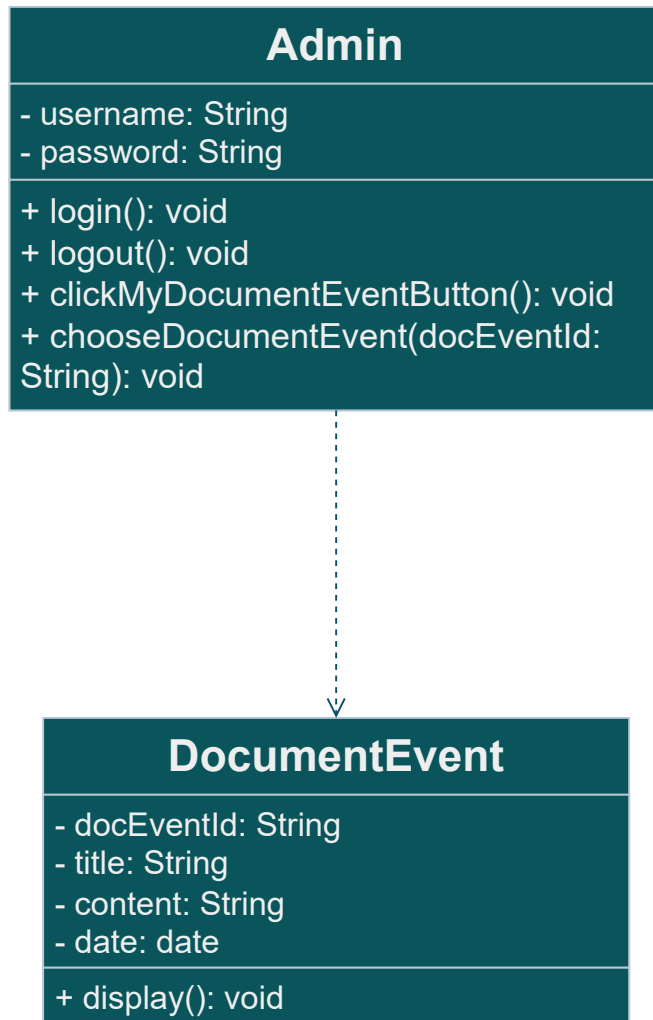 Admin
- username: String
- password: String
+ login(): void
+ logout(): void
+ clickMyDocumentEventButton(): void
+ chooseDocumentEvent(docEventId:
String): void
DocumentEvent
- docEventId: String
- title: String
- content: String
- date: date
+ display(): void